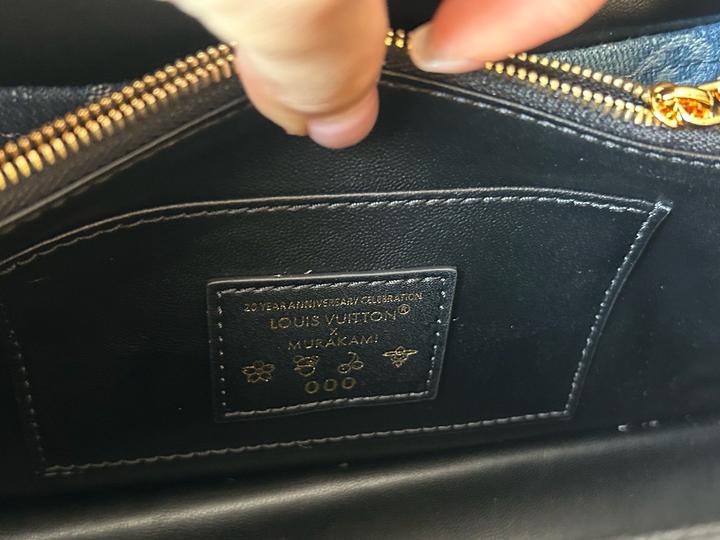 20 YEAR ANNIVERSARY CELEBRATION
LOUIS VUITTON®
X
MURAKAMI
000